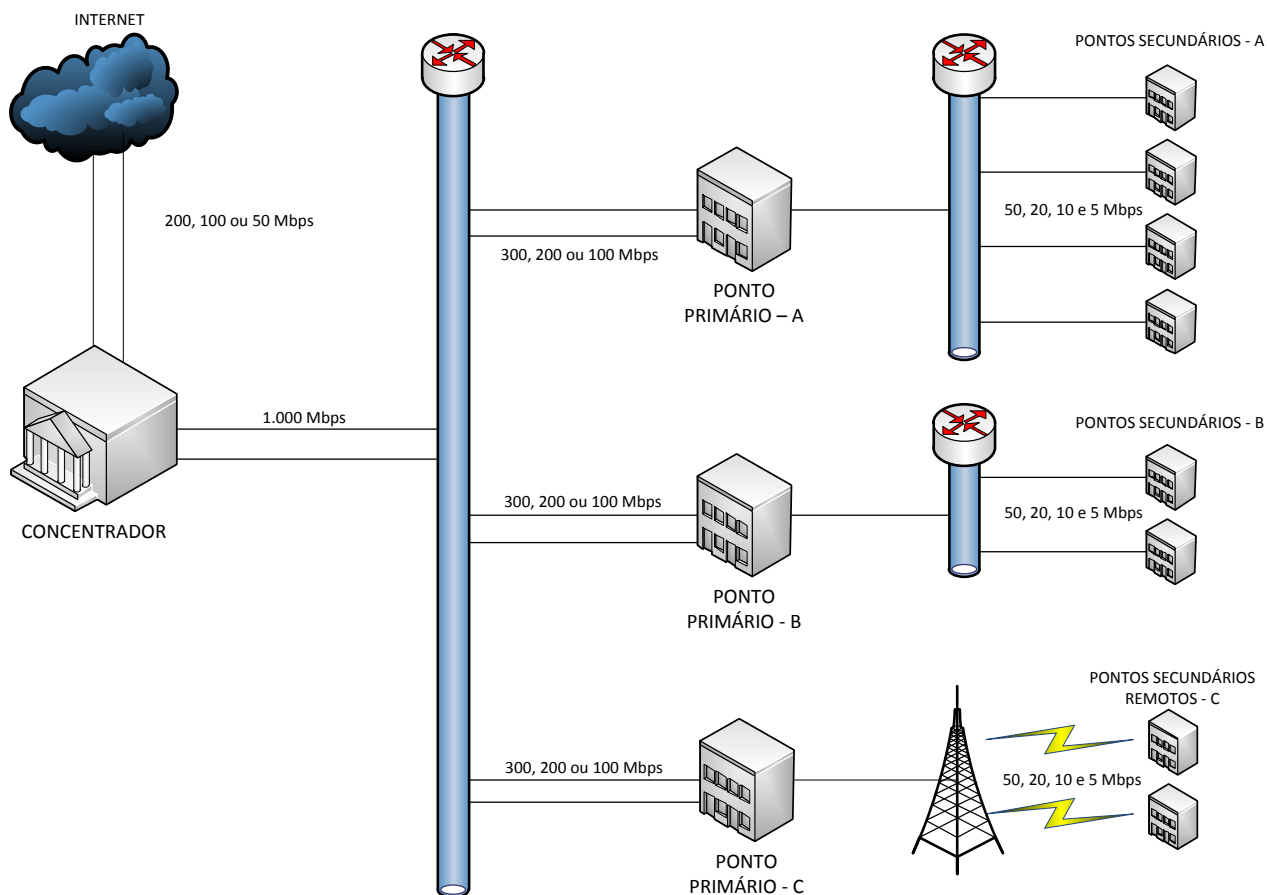 INTERNET
PONTOS SECUNDÁRIOS - A
200, 100 ou 50 Mbps
300, 200 ou 100 Mbps
50, 20, 10 e 5 Mbps
PONTO
PRIMÁRIO – A
1.000 Mbps
PONTOS SECUNDÁRIOS - B
300, 200 ou 100 Mbps
50, 20, 10 e 5 Mbps
CONCENTRADOR
PONTO
PRIMÁRIO - B
PONTOS SECUNDÁRIOS
REMOTOS - C
300, 200 ou 100 Mbps
50, 20, 10 e 5 Mbps
PONTO
PRIMÁRIO - C